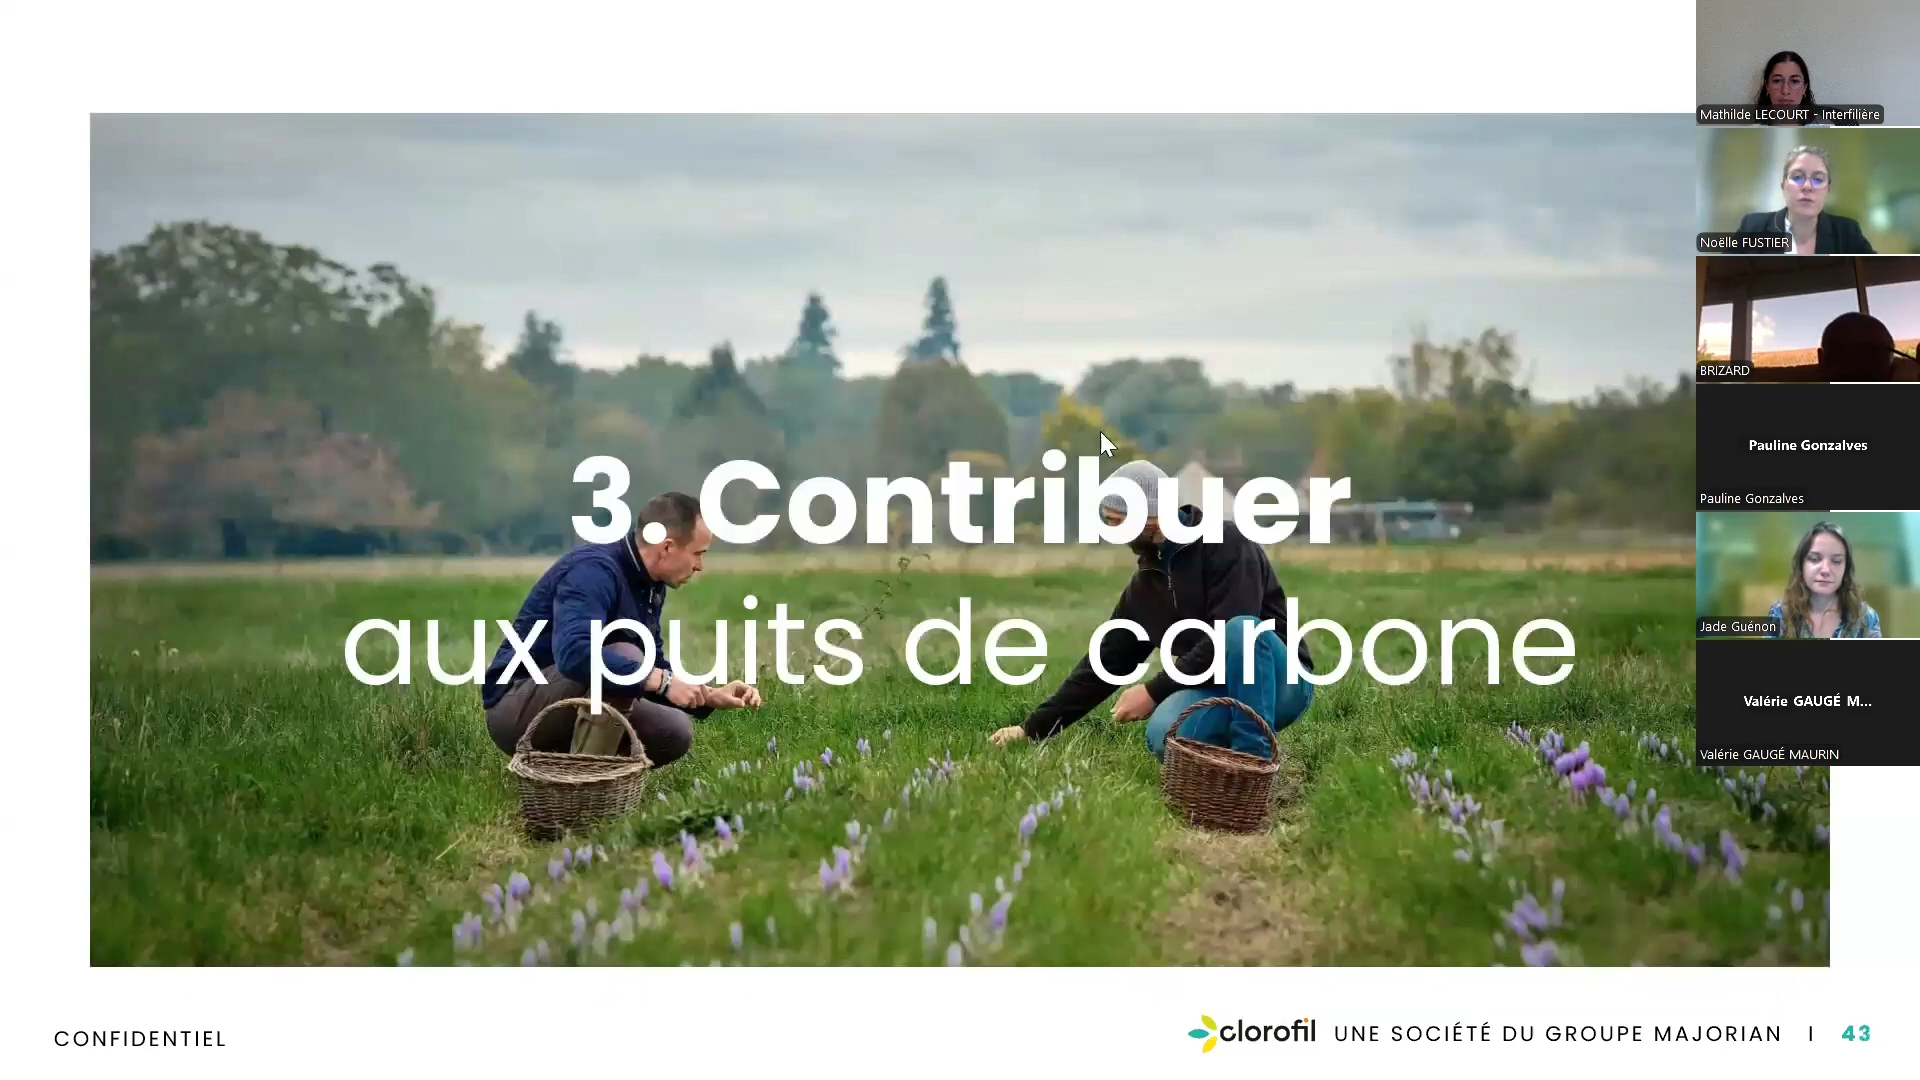 3. Contribuer
aux puits de carbone
CONFIDENTIEL
clorofil UNE SOCIÉTÉ DU GROUPE MAJORIAN | 43
Mathilde LECOURT - Interfilière
Noëlle FUSTIER
BRIZARD
Pauline Gonzalves
Pauline Gonzalves
Jade Guénon
Valérie GAUGÉ M...
Valérie GAUGÉ MAURIN